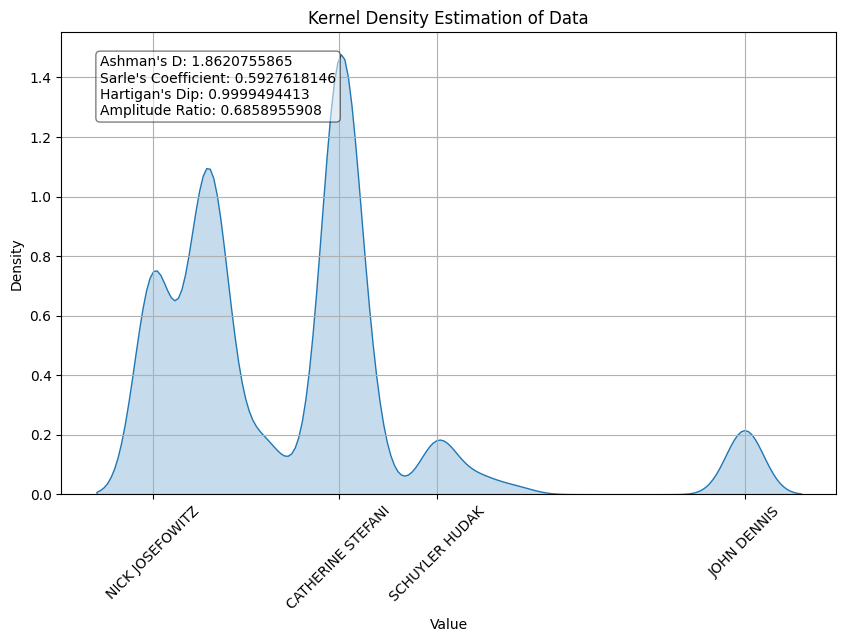 Kernel Density Estimation of Data
Ashman's D: 1.8620755865
Sarle's Coefficient: 0.5927618146
Hartigan's Dip: 0.9999494413
Amplitude Ratio: 0.6858955908
1.4
1.2
1.0
0.8
0.6
0.4
0.2
0.0
Density
NICK JOSEFOWITZ
CATHERINE STEFANI
SCHUYLER HUDAK
JOHN DENNIS
Value